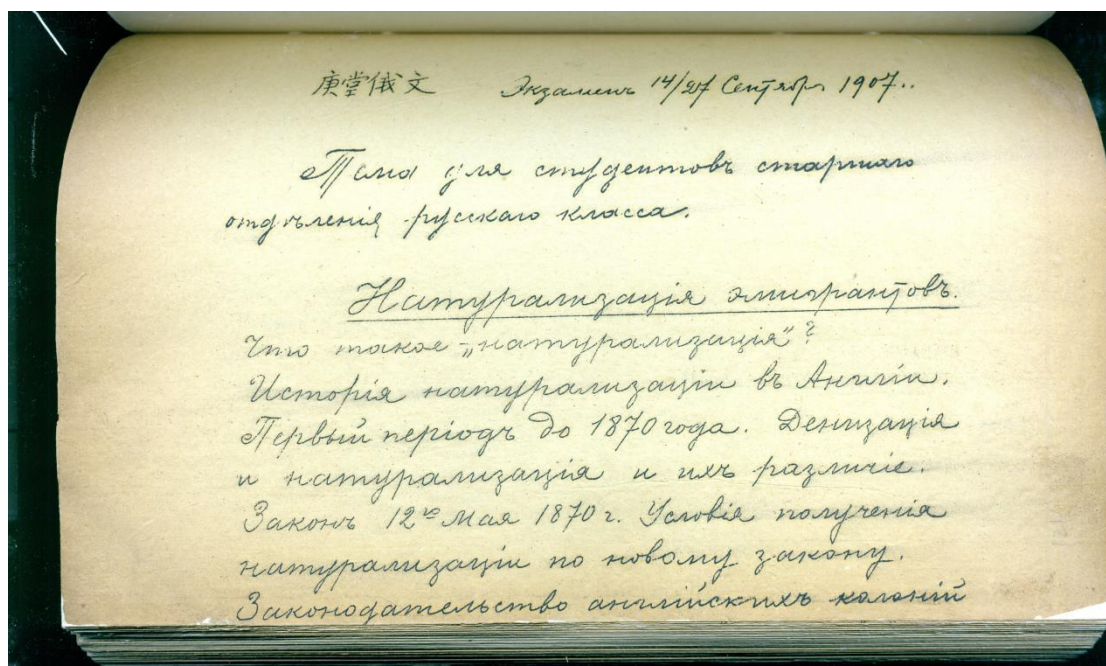 庚堂俄文 Экзаменъ 14/27 Сентября 1907..
Тема для студентовъ старшаго
отдѣленія русскаго класса.
Натурализація эмигрантовъ.
Что такое „натурализація“?
Исторія натурализаціи въ Англіи.
Первый періодъ до 1870 года. Денизація
и натурализація и ихъ различіе.
Законъ 12го Мая 1870 г. Условія полученія
натурализаціи по новому закону.
Законодательство англійскихъ колоній